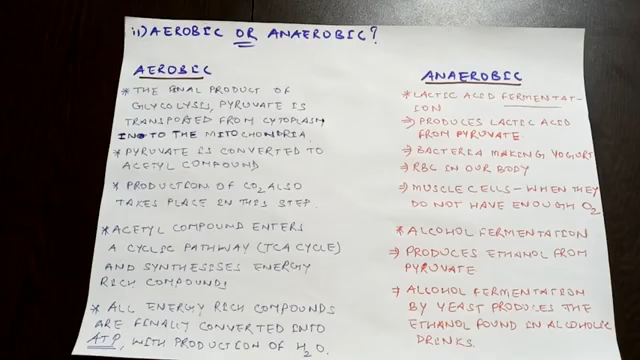 ii) AEROBIC OR ANAEROBIC?
AEROBIC
* THE FINAL PRODUCT OF
GLYCOLYSIS, PYRUVATE IS
TRANSPORTED FROM CYTOPLASM
INTO THE MITOCHONDRIA.
* PYRUVATE IS CONVERTED TO
ACETYL COMPOUND
* PRODUCTION OF CO2 ALSO
TAKES PLACE IN THIS STEP.
* ACETYL COMPOUND ENTERS
A CYCLIC PATHWAY (TCA CYCLE)
AND SYNTHESISES ENERGY
RICH COMPOUNDS
* ALL ENERGY RICH COMPOUNDS
ARE FINALLY CONVERTED INTO
ATP, WITH PRODUCTION OF H2O.
ANAEROBIC
* LACTIC ACID FERMENTAT-
ION
⇒ PRODUCES LACTIC ACID
FROM PYRUVATE.
⇒ BACTERIA MAKING YOGURT
⇒ RBC IN OUR BODY
⇒ MUSCLE CELLS - WHEN THEY
DO NOT HAVE ENOUGH O2
* ALCOHOL FERMENTATION
⇒ PRODUCES ETHANOL FROM
PYRUVATE
⇒ ALCOHOL FERMENTATION
BY YEAST PRODUCES THE
ETHANOL FOUND IN ALCOHOLIC
DRINKS.